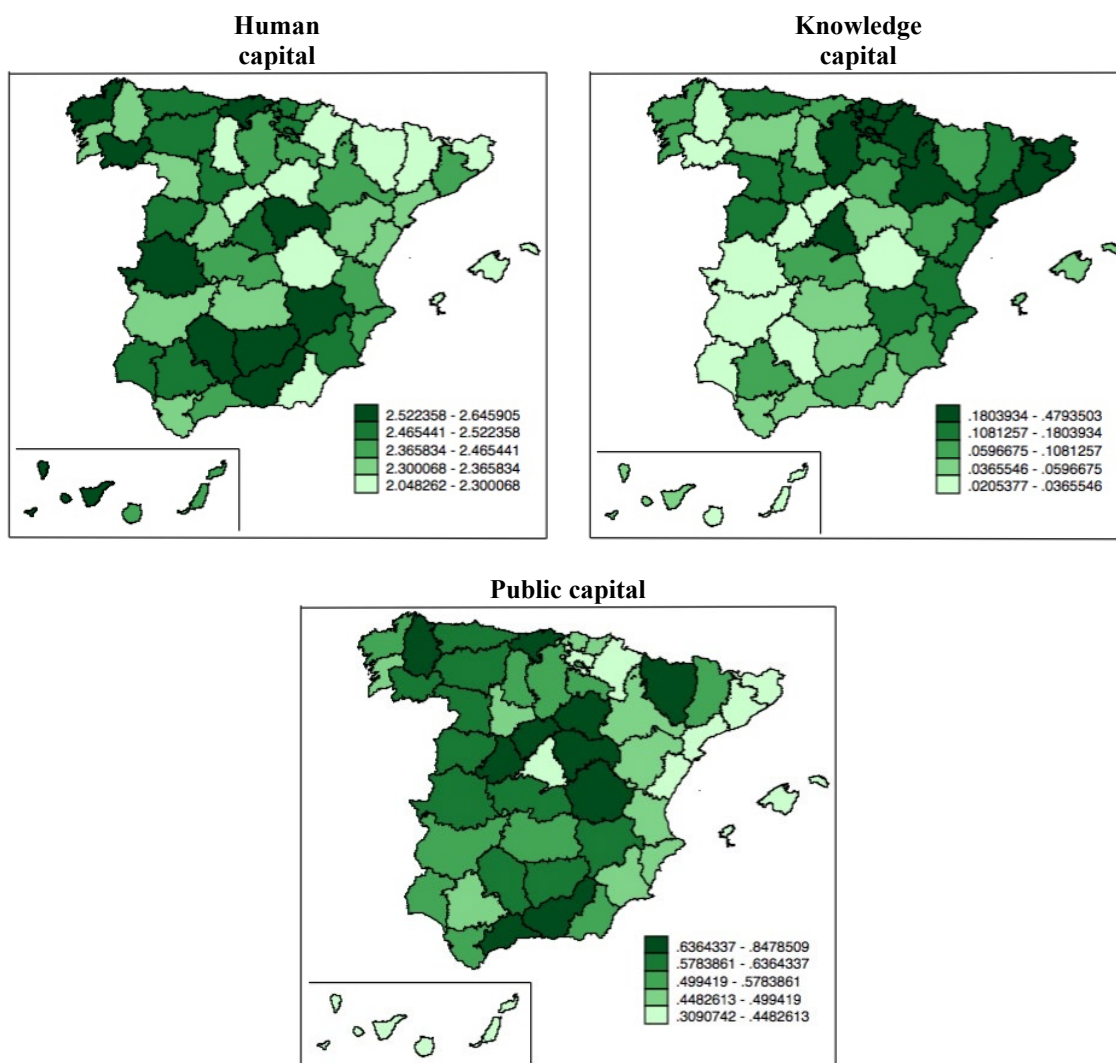 Human
capital
Knowledge
capital
2.522358 - 2.645905
2.465441 - 2.522358
2.365834 - 2.465441
2.300068 - 2.365834
2.048262 - 2.300068
.1803934 - .4793503
.1081257 - .1803934
.0596675 - .1081257
.0365546 - .0596675
.0205377 - .0365546
Public capital
.6364337 - .8478509
.5783861 - .6364337
.499419 - .5783861
.4482613 - .499419
.3090742 - .4482613